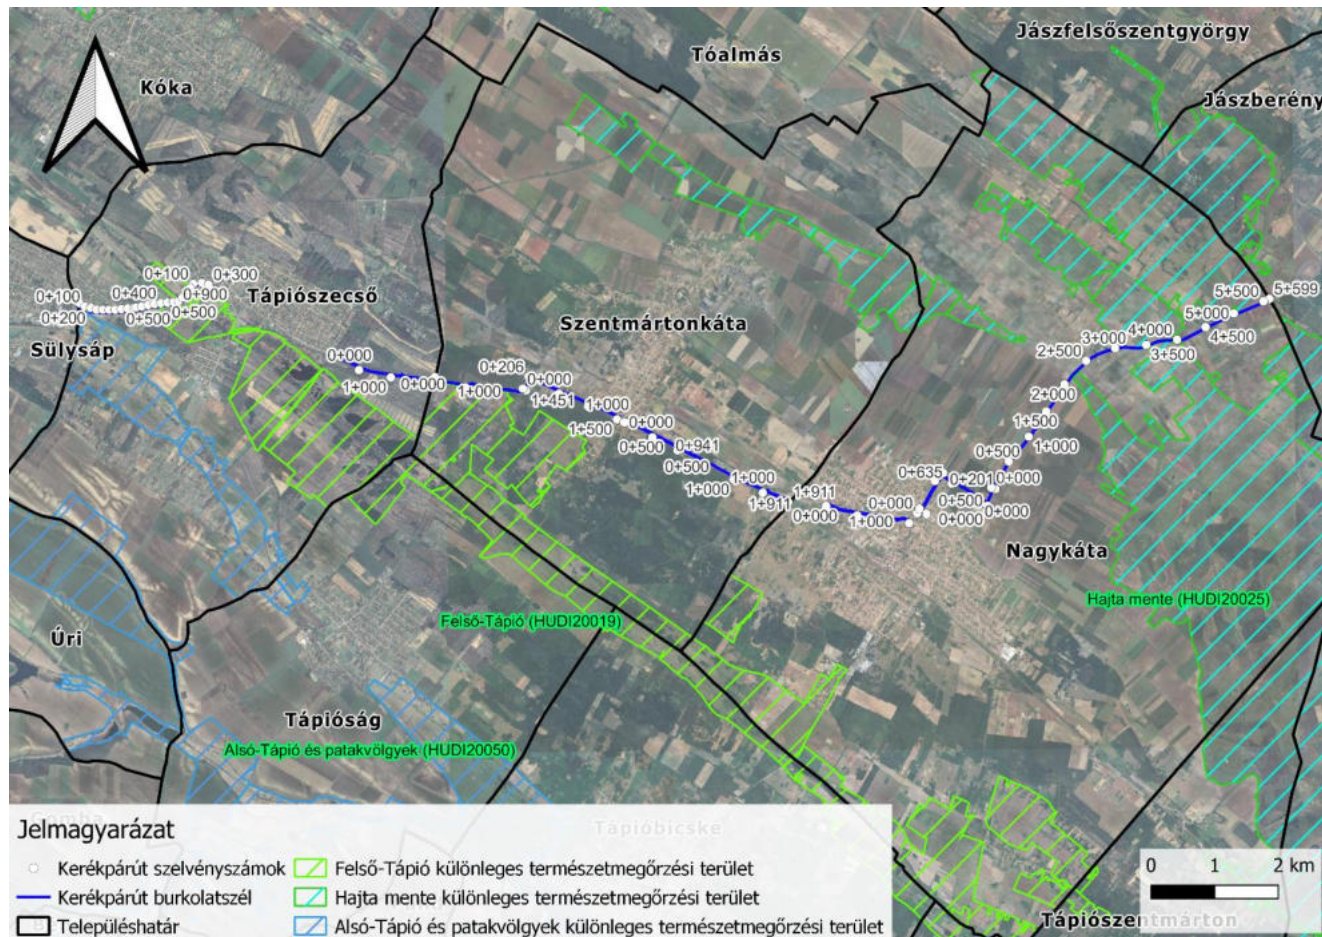 Jászfelsőszentgyörgy
Tóalmás
Kóka
Jászberény
0+100
0+300
Tápiószecső
0+100
0+400
0+900
5+500
5+599
0+200
0+500
0+500
5+000
Szentmártonkáta
4+500
Sülysáp
3+000
4+000
2+500
3+500
0+000
0+206
1+000
0+000
1+000
0+000
1+451
2+000
1+000
1+500
0+000
1+500
0+500
0+941
1+000
0+500
0+500
0+635
1+000
0+201
0+000
1+000
1+911
1+911
0+000
0+500
0+000
0+000
1+000
0+000
Nagykáta
Hajta mente (HUDI20025)
Felső-Tápió (HUDI20019)
Úri
Tápióság
Alsó-Tápió és patakvölgyek (HUDI20050)
Gomba
Tápióbicske
Jelmagyarázat
Kerékpárút szelvényszámok
Felső-Tápió különleges természetmegőrzési terület
Kerékpárút burkolatszél
Hajta mente különleges természetmegőrzési terület
Településhatár
Alsó-Tápió és patakvölgyek különleges természetmegőrzési terület
0 1 2 km
Tápiószentmárton